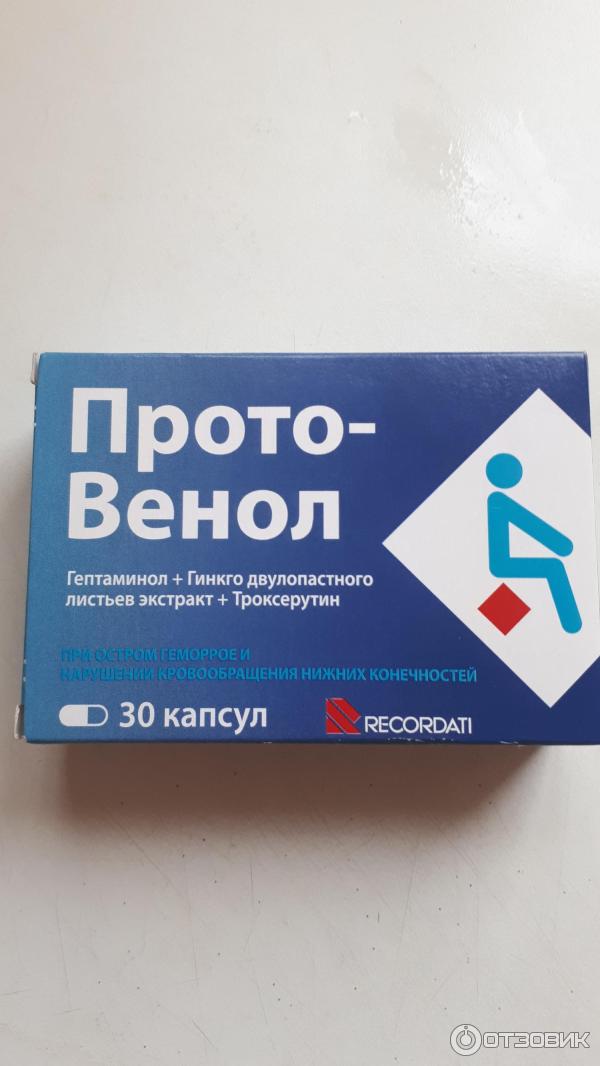 Прото-
Венол
Гептаминол + Гинкго двулопастного
листьев экстракт + Троксерутин
ПРИ ОСТРОМ ГЕМОРРОЕ И
НАРУШЕНИИ КРОВООБРАЩЕНИЯ НИЖНИХ КОНЕЧНОСТЕЙ
30 капсул
RECORDATI
ОТЗОВИК